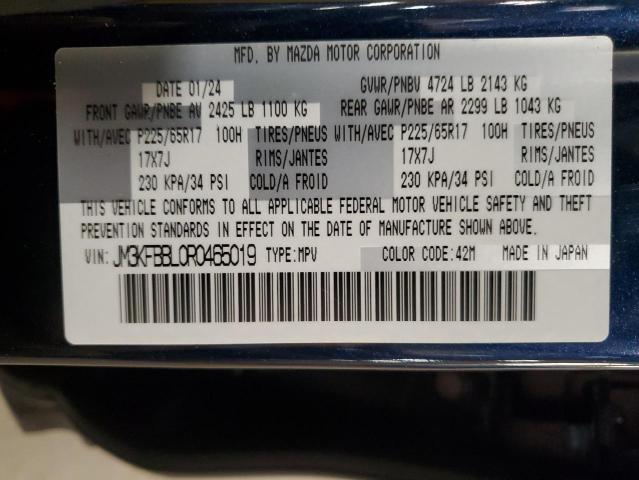 MFD. BY MAZDA MOTOR CORPORATION
DATE 01/24 GVWR/PNBV 4724 LB 2143 KG
FRONT GAWR/PNBE AV 2425 LB 1100 KG REAR GAWR/PNBE AR 2299 LB 1043 KG
WITH/AVEC P225/65R17 100H TIRES/PNEUS WITH/AVEC P225/65R17 100H TIRES/PNEUS
17X7J RIMS/JANTES 17X7J RIMS/JANTES
230 KPA/34 PSI COLD/A FROID 230 KPA/34 PSI COLD/A FROID
THIS VEHICLE CONFORMS TO ALL APPLICABLE FEDERAL MOTOR VEHICLE SAFETY AND THEFT
PREVENTION STANDARDS IN EFFECT ON THE DATE OF MANUFACTURE SHOWN ABOVE.
VIN: JM3KFBBL0R0465019 TYPE:MPV COLOR CODE:42M MADE IN JAPAN